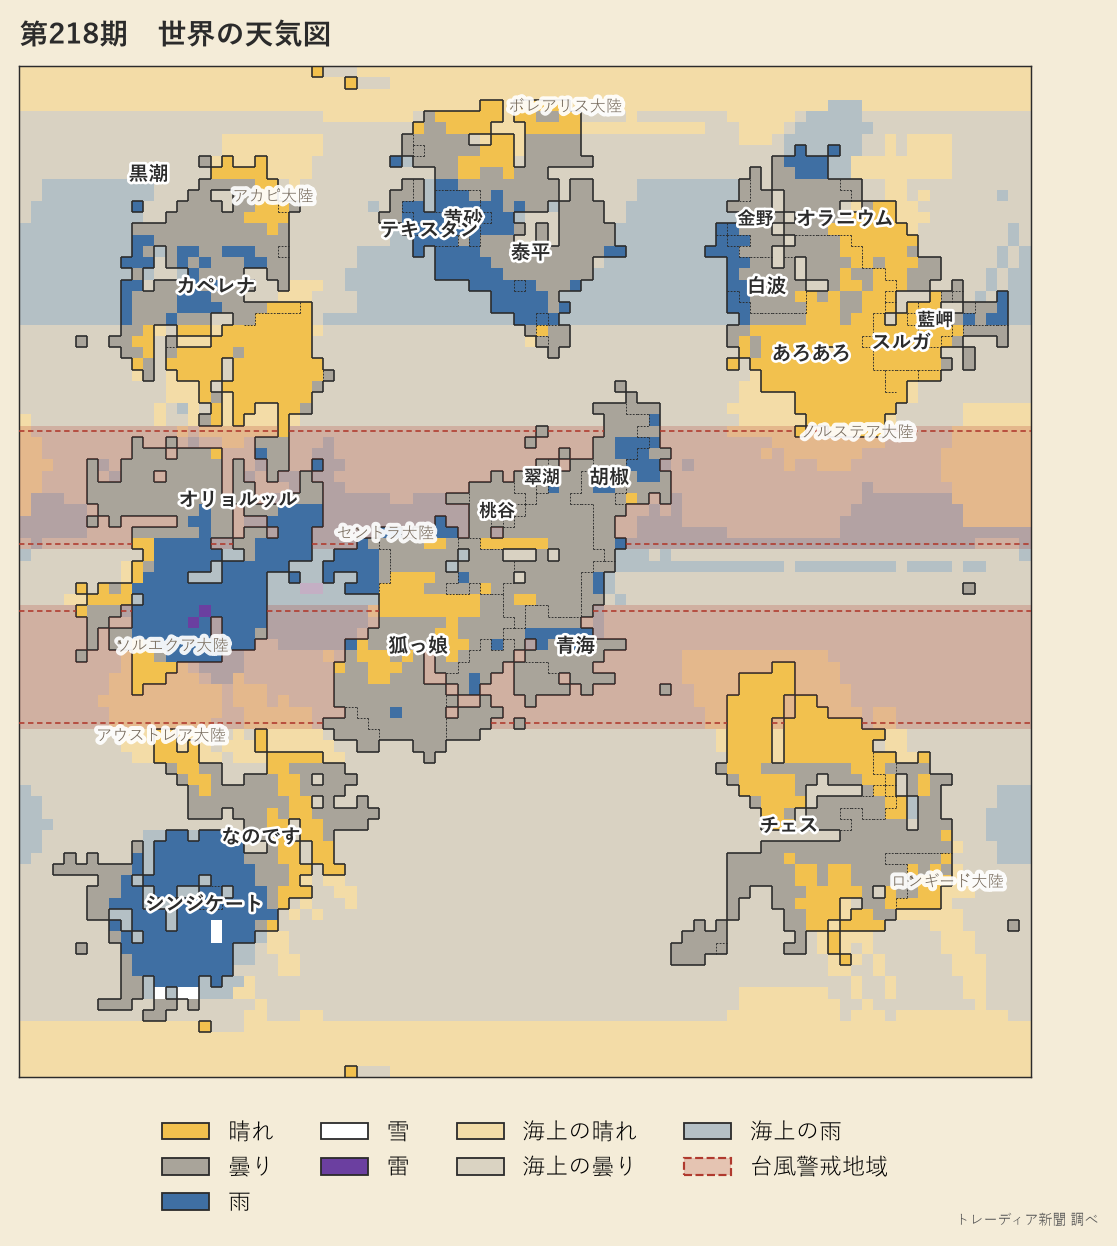 第218期　世界の天気図
ボレアリス大陸
黒潮
アカピ大陸
黄砂
テキスタン
泰平
金野
オラニウム
カペレナ
白波
藍岬
スルガ
あろあろ
ノルステア大陸
翠湖
胡椒
オリョルッル
桃谷
セントラ大陸
ソルエクア大陸
狐っ娘
青海
アウストレア大陸
なのです
チェス
ロンギード大陸
シンジケート
晴れ
雪
海上の晴れ
海上の雨
曇り
雷
海上の曇り
台風警戒地域
雨
トレーディア新聞 調べ